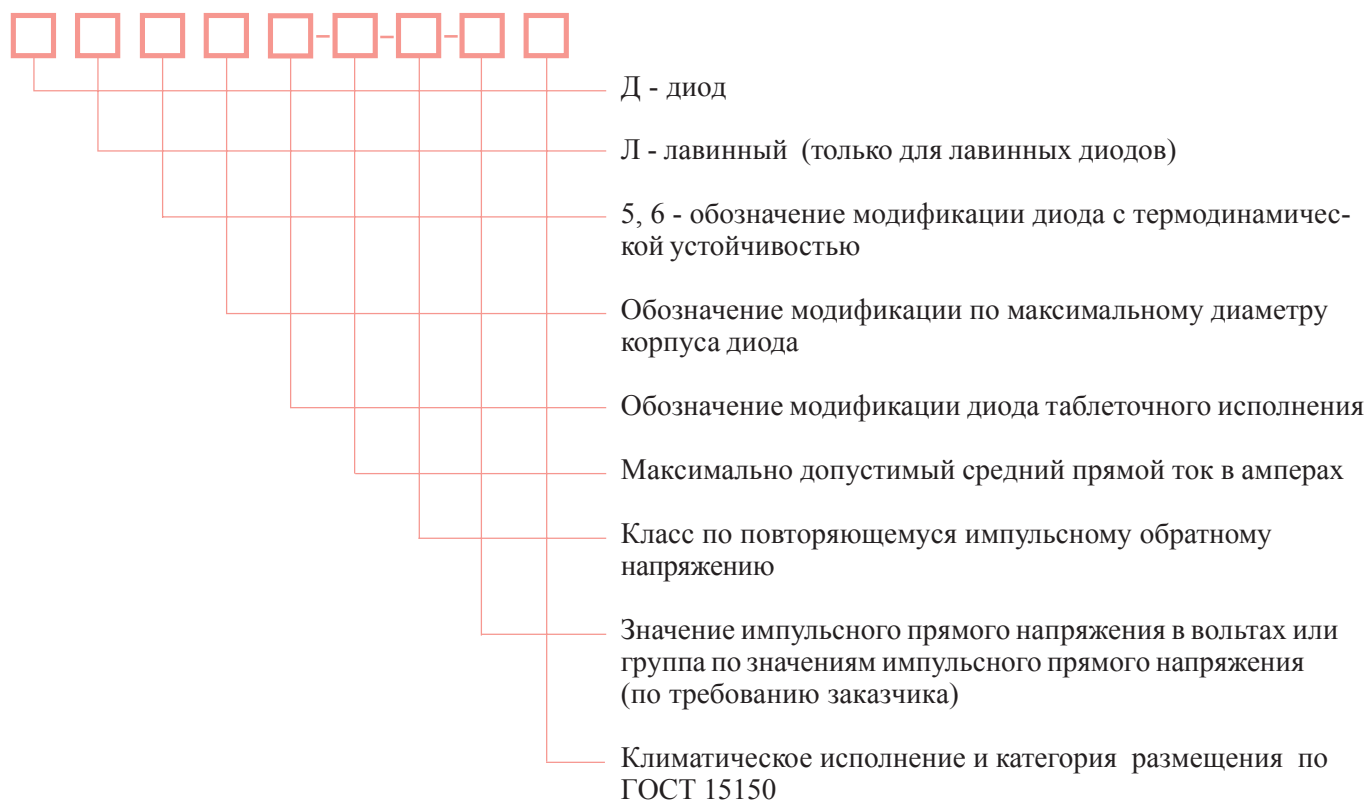 Д - диод
Л - лавинный (только для лавинных диодов)
5, 6 - обозначение модификации диода с термодинамичес-
кой устойчивостью
Обозначение модификации по максимальному диаметру
корпуса диода
Обозначение модификации диода таблеточного исполнения
Максимально допустимый средний прямой ток в амперах
Класс по повторяющемуся импульсному обратному
напряжению
Значение импульсного прямого напряжения в вольтах или
группа по значениям импульсного прямого напряжения
(по требованию заказчика)
Климатическое исполнение и категория размещения по
ГОСТ 15150